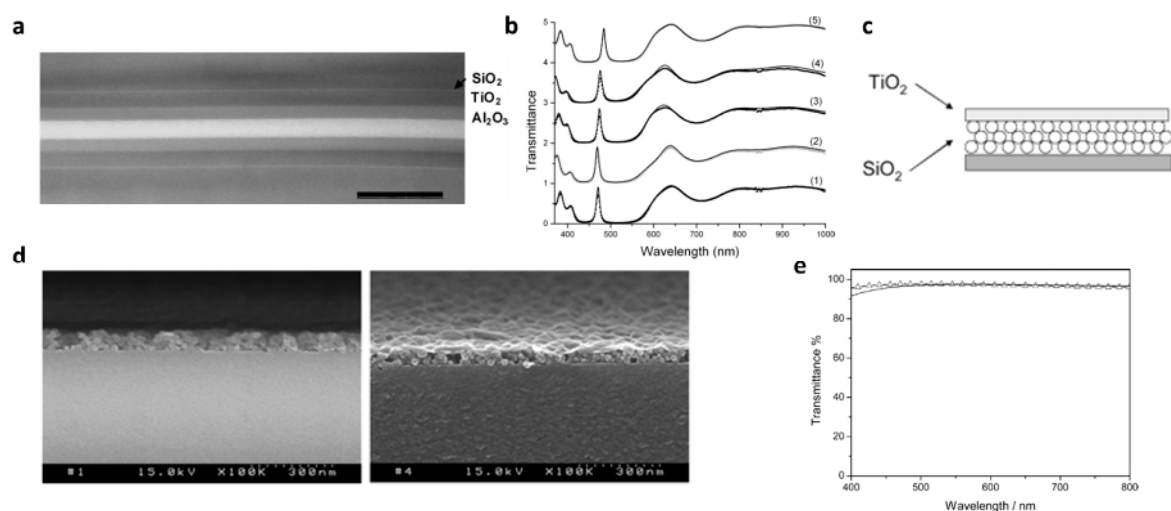 a
SiO₂
TiO₂
Al₂O₃
b
Transmittance
5
4
3
2
1
0
(5)
(4)
(3)
(2)
(1)
400 500 600 700 800 900 1000
Wavelength (nm)
c
TiO₂
SiO₂
d
#1 15.0kV X100K 300nm
#4 15.0kV X100K 300nm
e
Transmittance %
100
80
60
40
20
0
400 500 600 700 800
Wavelength / nm